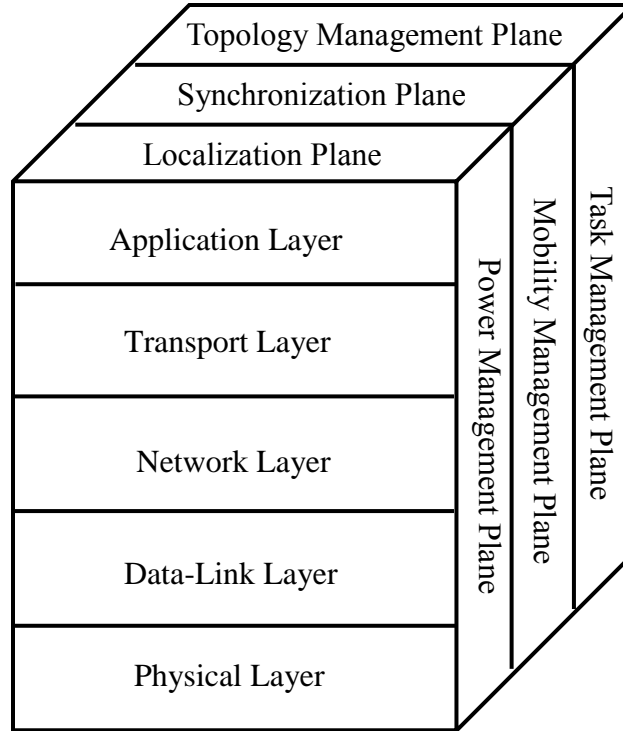 Topology Management Plane
Synchronization Plane
Localization Plane
Application Layer
Transport Layer
Network Layer
Data-Link Layer
Physical Layer
Power Management Plane
Mobility Management Plane
Task Management Plane